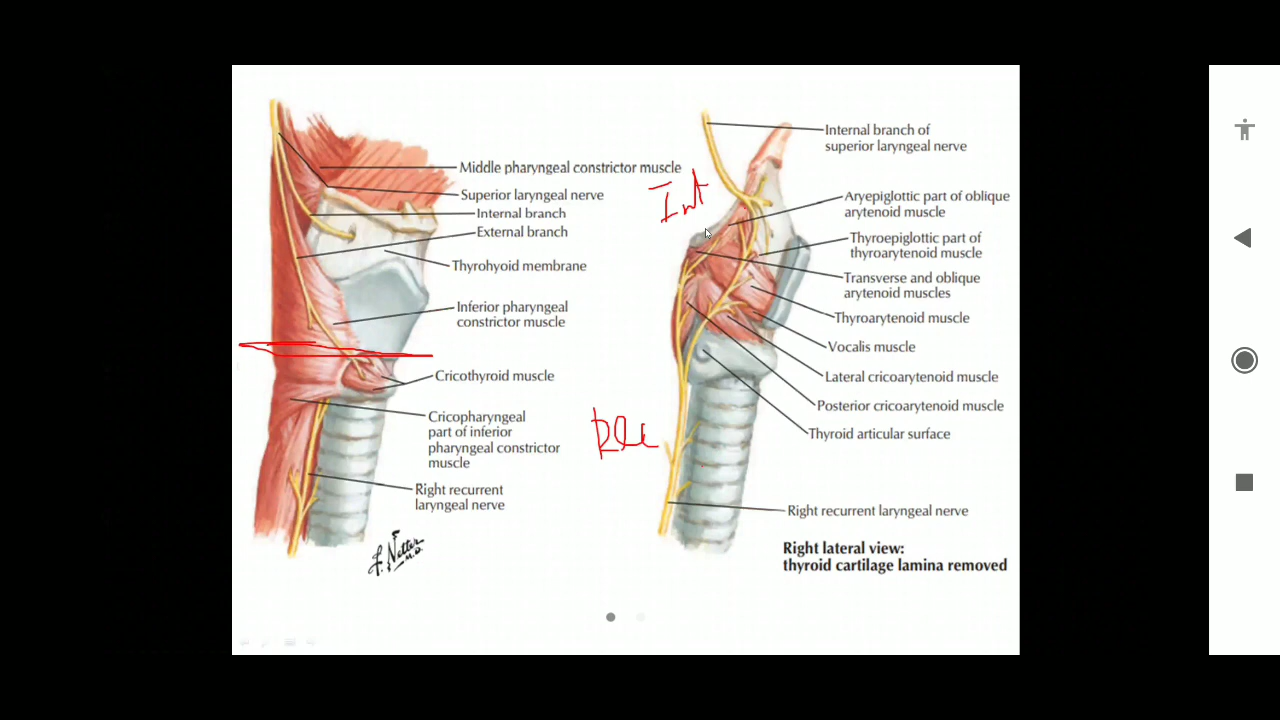 Middle pharyngeal constrictor muscle
Superior laryngeal nerve
Internal branch
External branch
Thyrohyoid membrane
Inferior pharyngeal
constrictor muscle
Cricothyroid muscle
Cricopharyngeal
part of inferior
pharyngeal constrictor
muscle
Right recurrent
laryngeal nerve
F. Netter
M.D.
Int
Rec
Internal branch of
superior laryngeal nerve
Aryepiglottic part of oblique
arytenoid muscle
Thyroepiglottic part of
thyroarytenoid muscle
Transverse and oblique
arytenoid muscles
Thyroarytenoid muscle
Vocalis muscle
Lateral cricoarytenoid muscle
Posterior cricoarytenoid muscle
Thyroid articular surface
Right recurrent laryngeal nerve
Right lateral view:
thyroid cartilage lamina removed